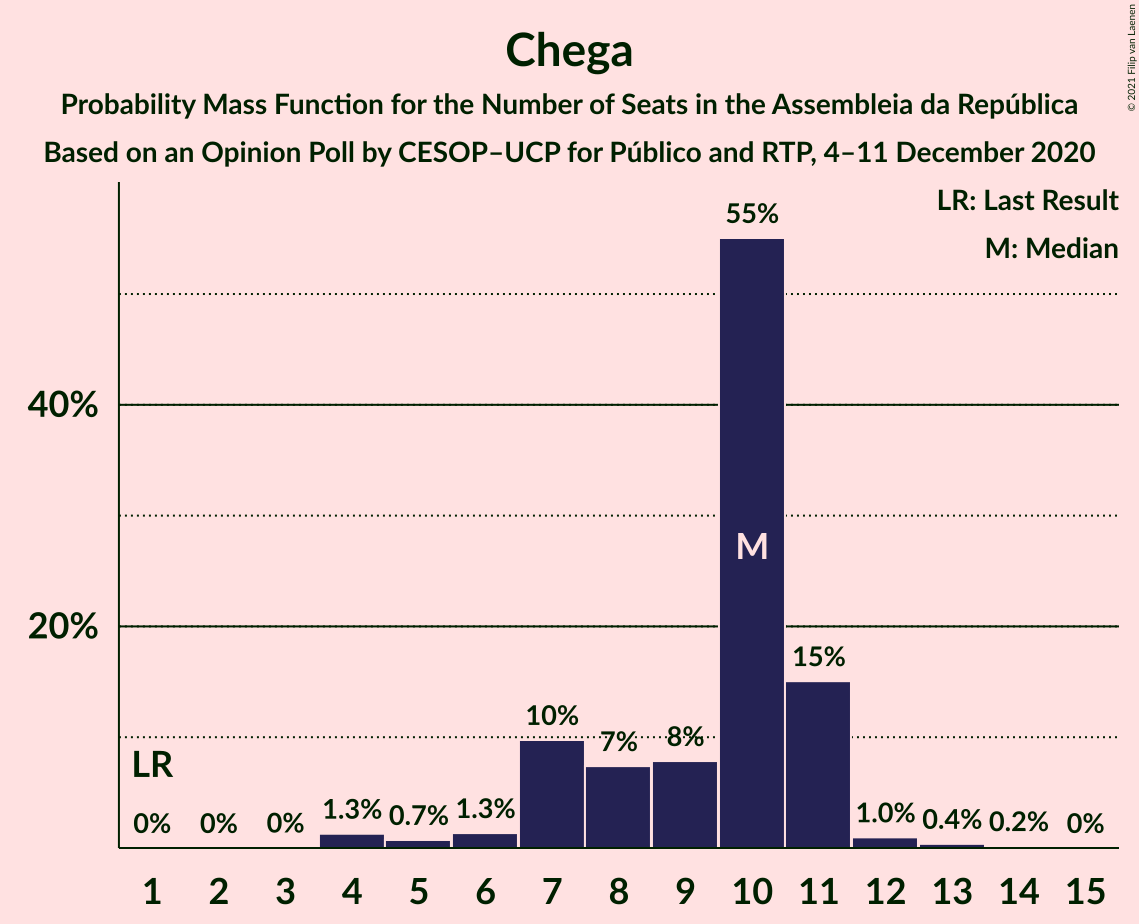 Chega
Probability Mass Function for the Number of Seats in the Assembleia da República
Based on an Opinion Poll by CESOP–UCP for Público and RTP, 4–11 December 2020
© 2021 Filip van Laenen
LR: Last Result
M: Median
55%
40%
M
20%
15%
10%
7%
8%
LR
0%
0%
0%
1.3%
0.7%
1.3%
1.0%
0.4%
0.2%
0%
1 2 3 4 5 6 7 8 9 10 11 12 13 14 15